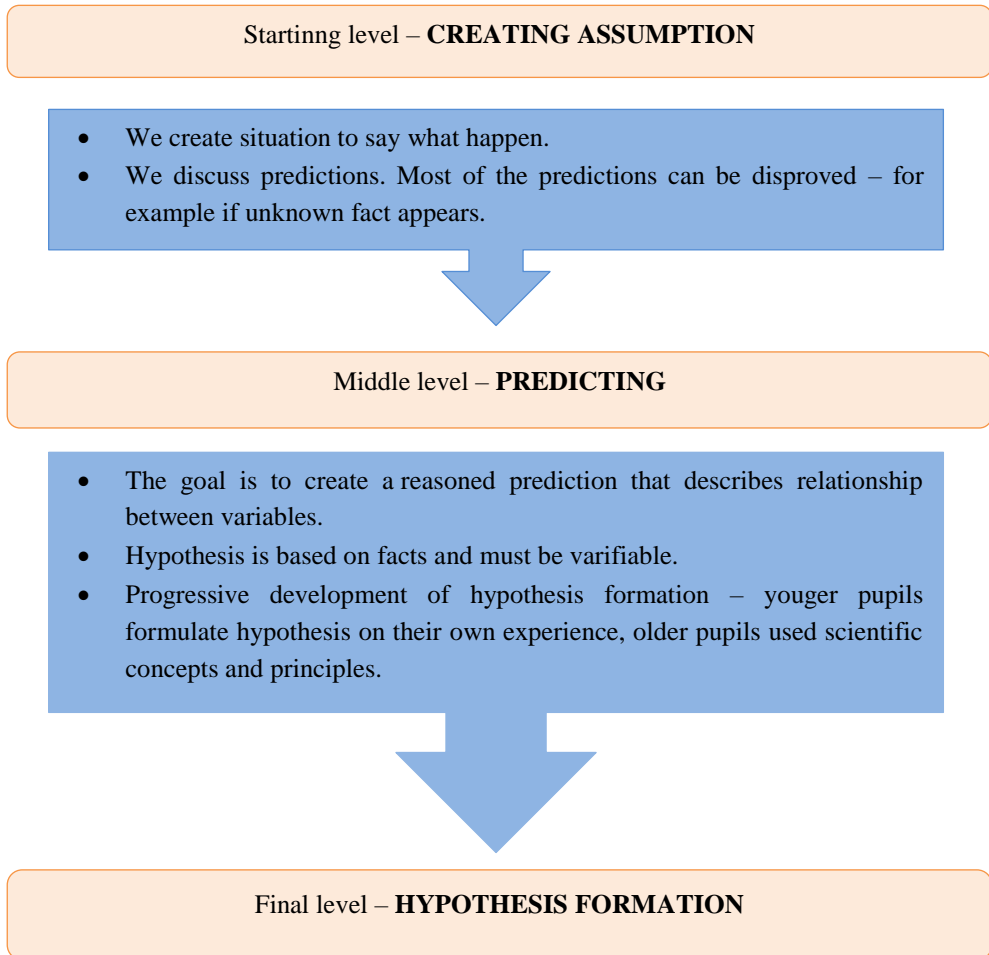 Startinng level – CREATING ASSUMPTION
• We create situation to say what happen.
• We discuss predictions. Most of the predictions can be disproved – for
example if unknown fact appears.
Middle level – PREDICTING
• The goal is to create a reasoned prediction that describes relationship
between variables.
• Hypothesis is based on facts and must be varifiable.
• Progressive development of hypothesis formation – youger pupils
formulate hypothesis on their own experience, older pupils used scientific
concepts and principles.
Final level – HYPOTHESIS FORMATION